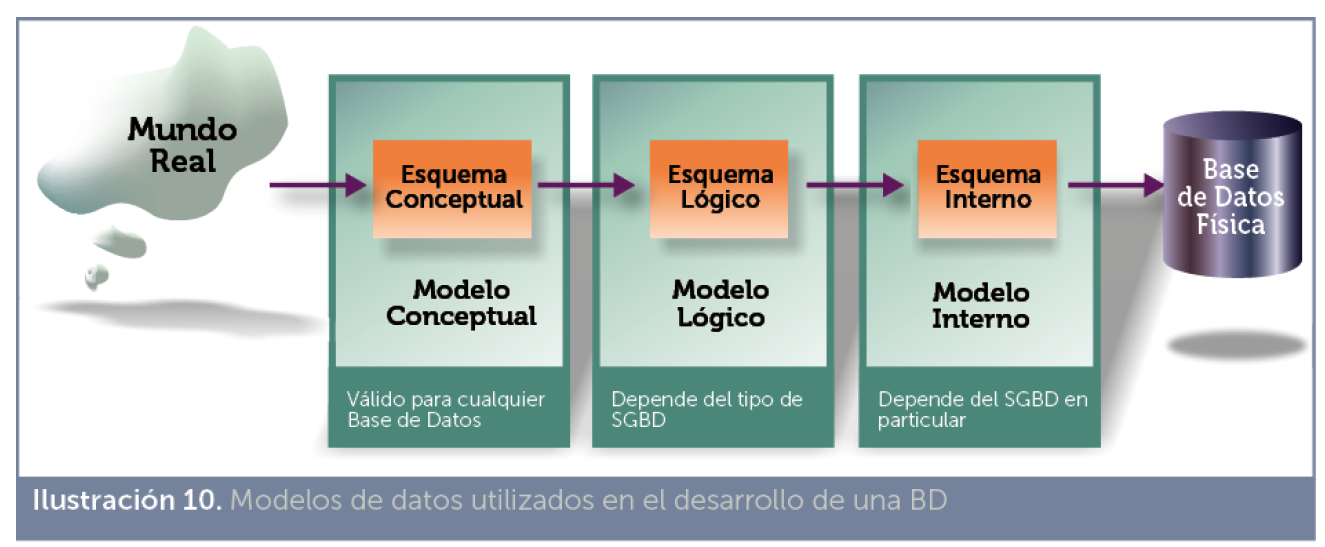 Mundo
Real
Esquema
Conceptual
Modelo
Conceptual
Válido para cualquier
Base de Datos
Esquema
Lógico
Modelo
Lógico
Depende del tipo de
SGBD
Esquema
Interno
Modelo
Interno
Depende del SGBD en
particular
Base
de Datos
Física
Ilustración 10. Modelos de datos utilizados en el desarrollo de una BD